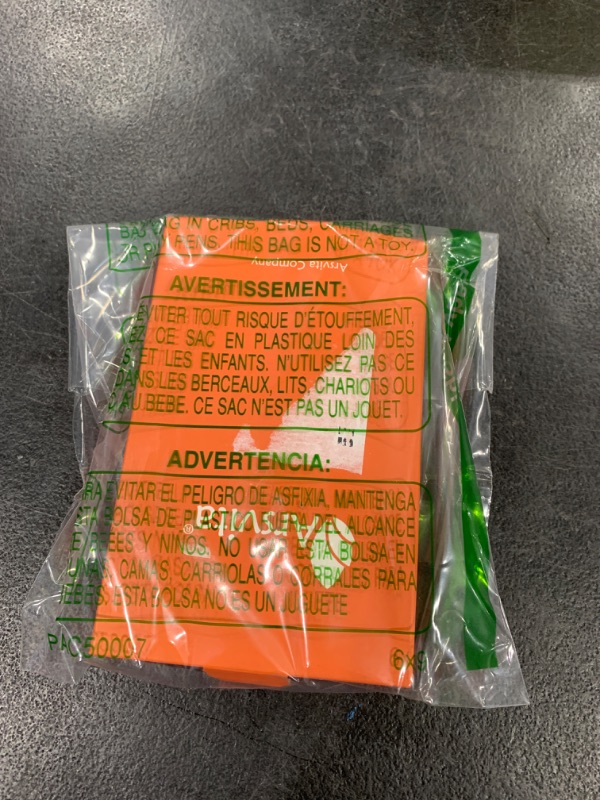 IN CRIBS, BEDS, CARRIAGES
PENS. THIS BAG IS NOT A TOY.
Arsvita Company
AVERTISSEMENT:
ÉVITER TOUT RISQUE D'ÉTOUFFEMENT,
CE SAC EN PLASTIQUE LOIN DES
ET LES ENFANTS. N'UTILISEZ PAS CE
DANS LES BERCEAUX, LITS, CHARIOTS OU
AU BEBE. CE SAC N'EST PAS UN JOUET.
ADVERTENCIA:
EVITAR EL PELIGRO DE ASFIXIA, MANTENGA
BOLSA DE PLASTICO FUERA DEL ALCANCE
Y NIÑOS. NO ESTA BOLSA EN
CAMAS, CARRIOLAS O CORRALES PARA
ESTA BOLSA NO ES UN JUGUETE
Arsvita®
PAC50007